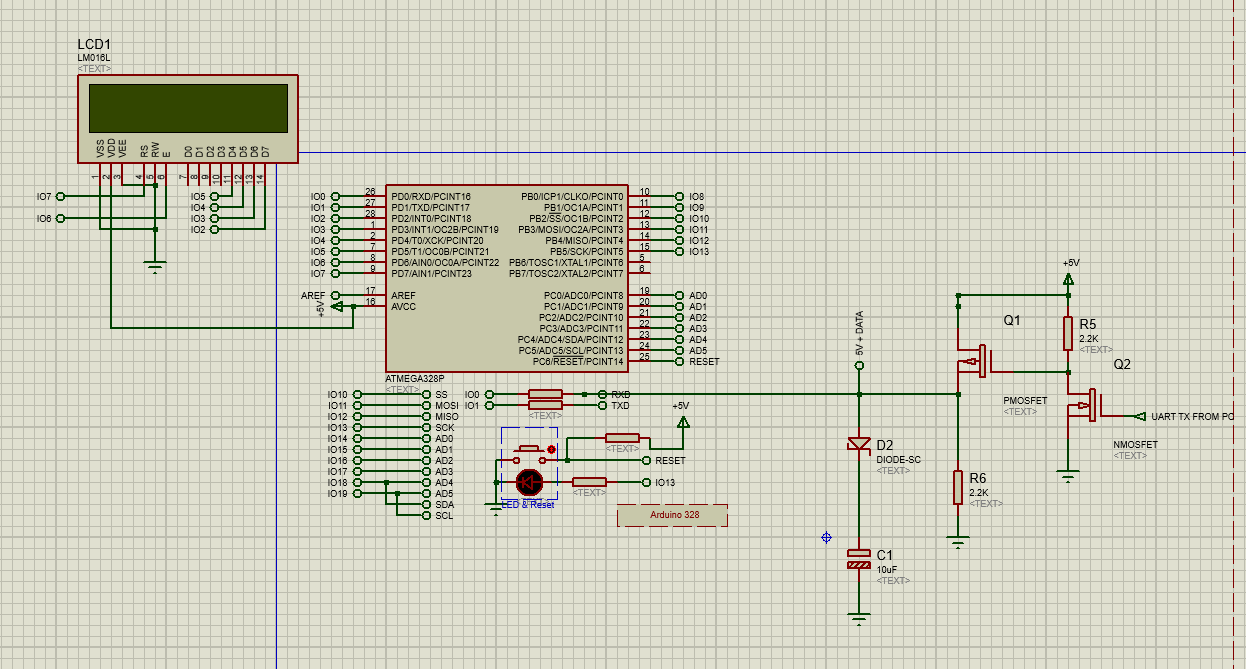 LCD1
LM016L
<TEXT>
VSS VDD VEE RS RW E D0 D1 D2 D3 D4 D5 D6 D7
1 2 3 4 5 6 7 8 9 10 11 12 13 14
IO7
IO6
IO5
IO4
IO3
IO2
IO0 26 PD0/RXD/PCINT16 PB0/ICP1/CLKO/PCINT0 10 IO8
IO1 27 PD1/TXD/PCINT17 PB1/OC1A/PCINT1 11 IO9
IO2 28 PD2/INT0/PCINT18 PB2/SS/OC1B/PCINT2 12 IO10
IO3 1 PD3/INT1/OC2B/PCINT19 PB3/MOSI/OC2A/PCINT3 13 IO11
IO4 2 PD4/T0/XCK/PCINT20 PB4/MISO/PCINT4 14 IO12
IO5 7 PD5/T1/OC0B/PCINT21 PB5/SCK/PCINT5 15 IO13
IO6 8 PD6/AIN0/OC0A/PCINT22 PB6/TOSC1/XTAL1/PCINT6 5
IO7 9 PD7/AIN1/PCINT23 PB7/TOSC2/XTAL2/PCINT7 6
AREF 17 AREF PC0/ADC0/PCINT8 19 AD0
+5V 16 AVCC PC1/ADC1/PCINT9 20 AD1
PC2/ADC2/PCINT10 21 AD2
PC3/ADC3/PCINT11 22 AD3
PC4/ADC4/SDA/PCINT12 23 AD4
PC5/ADC5/SCL/PCINT13 24 AD5
PC6/RESET/PCINT14 25 RESET
ATMEGA328P
<TEXT>
IO10 SS
IO11 MOSI
IO12 MISO
IO13 SCK
IO14 AD0
IO15 AD1
IO16 AD2
IO17 AD3
IO18 AD4
IO19 AD5
SDA
SCL
IO0 RXD
IO1 TXD
<TEXT>
+5V
<TEXT>
RESET
IO13
<TEXT>
LED & Reset
Arduino 328
5V + DATA
D2
DIODE-SC
<TEXT>
C1
10uF
<TEXT>
+5V
Q1
PMOSFET
<TEXT>
R5
2.2K
<TEXT>
Q2
UART TX FROM PC
NMOSFET
<TEXT>
R6
2.2K
<TEXT>